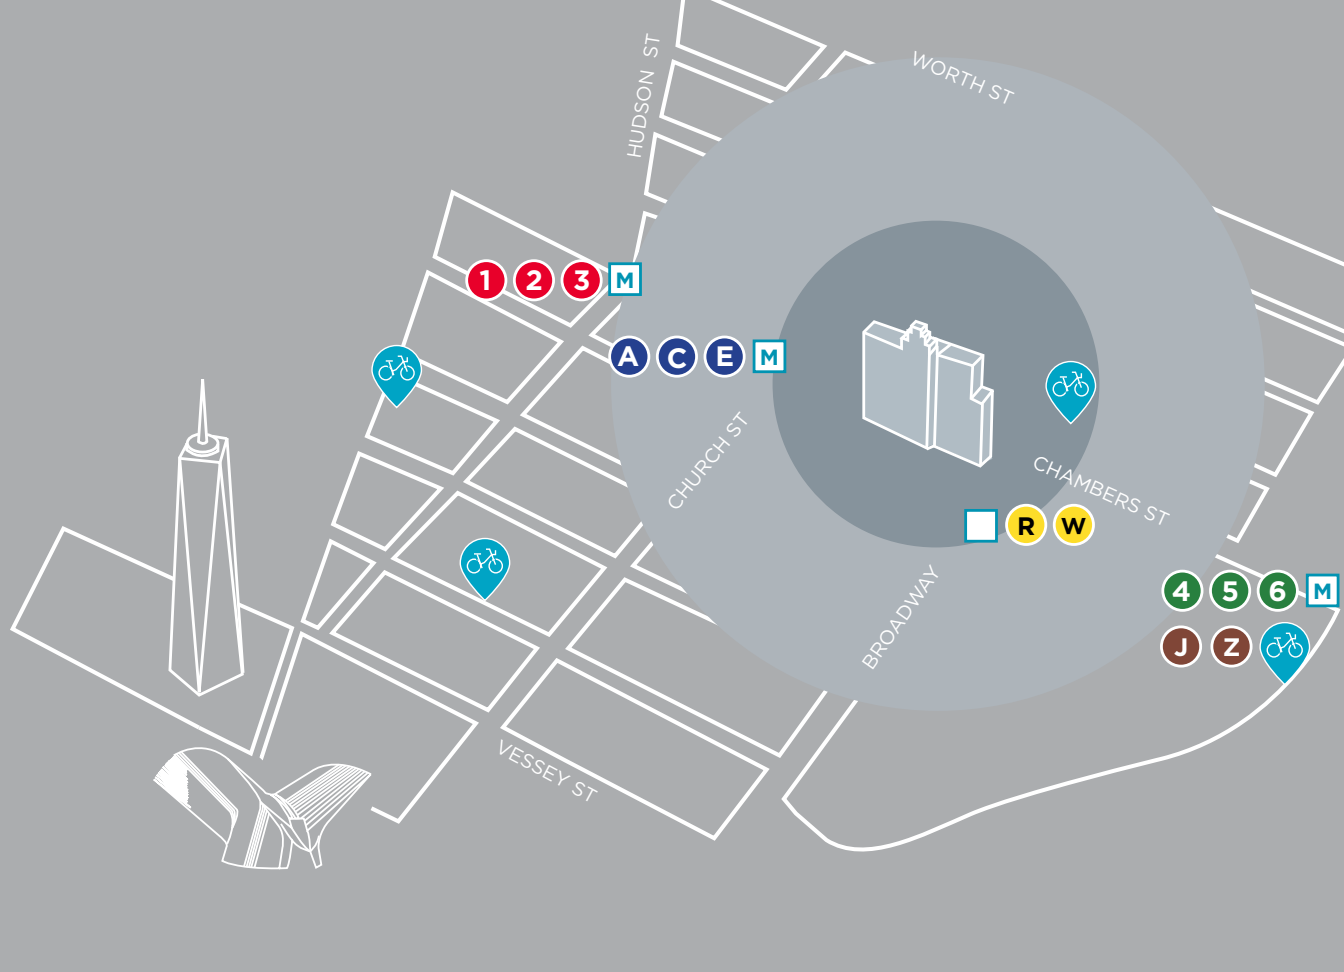 WORTH ST
HUDSON ST
1 2 3 M
A C E M
CHURCH ST
CHAMBERS ST
R W
BROADWAY
4 5 6 M
J Z
VESSEY ST